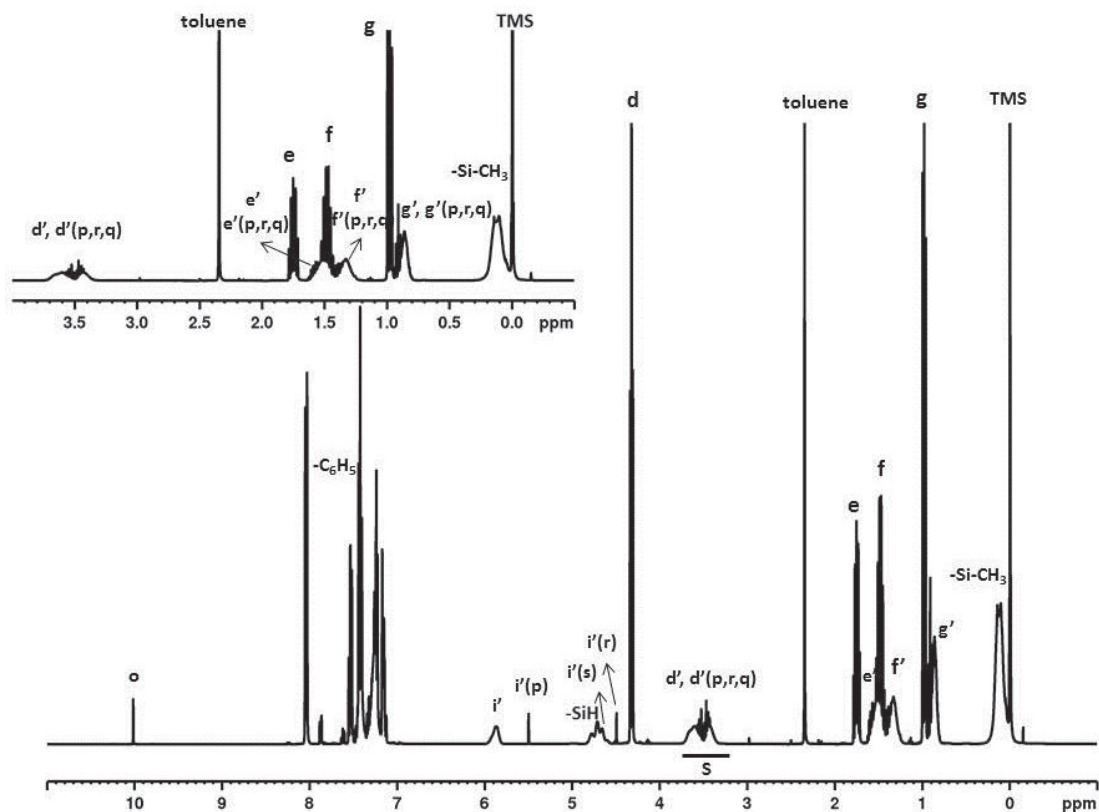 toluene
g
TMS
e
f
-Si-CH₃
e'
e'(p,r,q)
f'
f'(p,r,q)
g', g'(p,r,q)
d', d'(p,r,q)
3.5 3.0 2.5 2.0 1.5 1.0 0.5 0.0 ppm
d
toluene
g
TMS
-C₆H₅
f
e
-Si-CH₃
g'
e'
f'
o
i'(r)
i'(s)
i'(p)
-SiH
i'
d', d'(p,r,q)
S
10 9 8 7 6 5 4 3 2 1 0 ppm